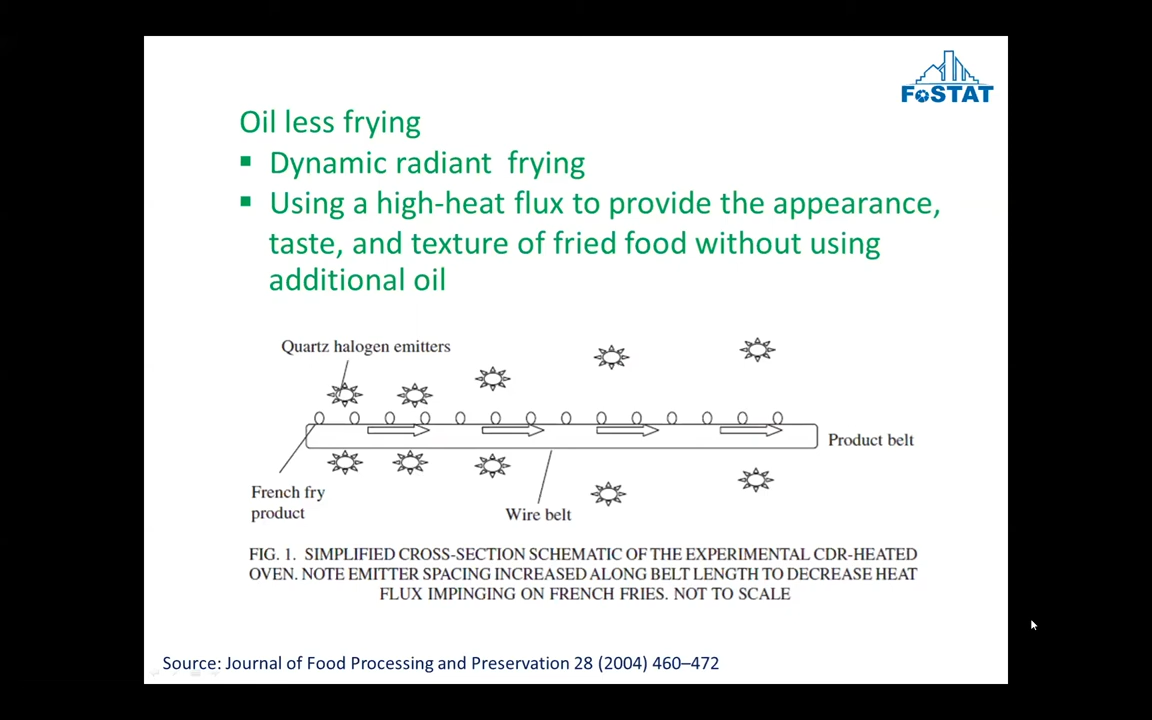 FoSTAT
Oil less frying
▪ Dynamic radiant frying
▪ Using a high-heat flux to provide the appearance,
taste, and texture of fried food without using
additional oil
Quartz halogen emitters
Product belt
French fry
product
Wire belt
FIG. 1. SIMPLIFIED CROSS-SECTION SCHEMATIC OF THE EXPERIMENTAL CDR-HEATED
OVEN. NOTE EMITTER SPACING INCREASED ALONG BELT LENGTH TO DECREASE HEAT
FLUX IMPINGING ON FRENCH FRIES. NOT TO SCALE
Source: Journal of Food Processing and Preservation 28 (2004) 460–472